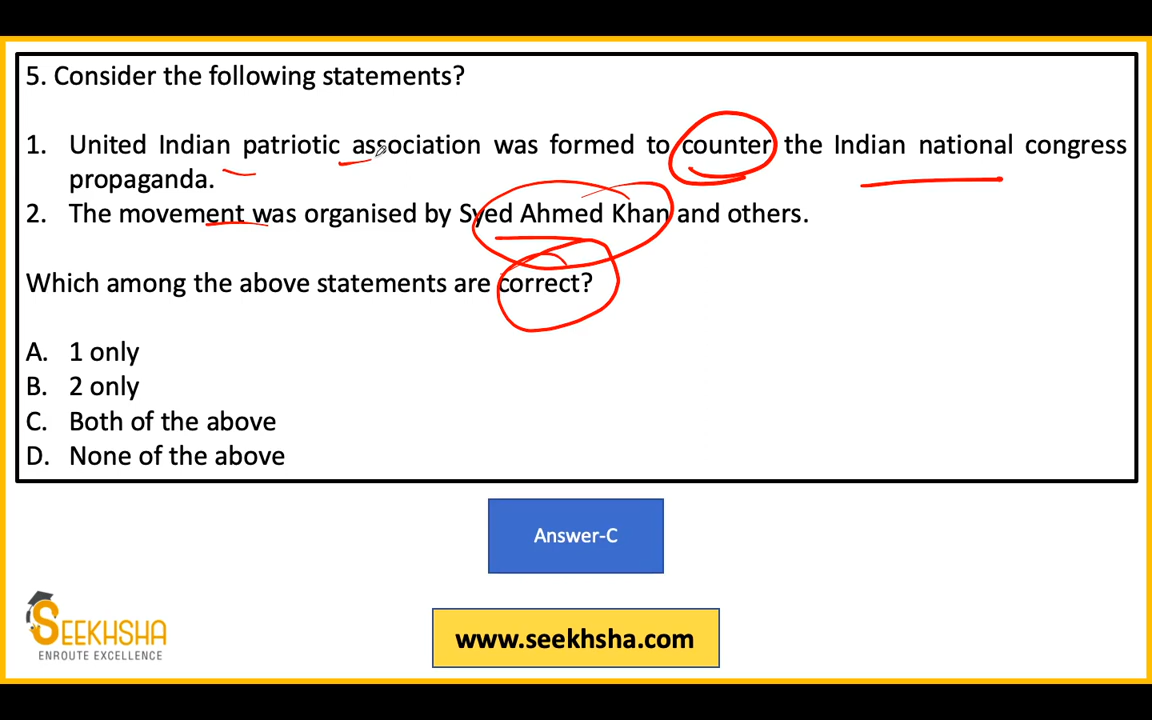 5. Consider the following statements?
1. United Indian patriotic association was formed to counter the Indian national congress
propaganda.
2. The movement was organised by Syed Ahmed Khan and others.
Which among the above statements are correct?
A. 1 only
B. 2 only
C. Both of the above
D. None of the above
Answer-C
SEEKHSHA
ENROUTE EXCELLENCE
www.seekhsha.com